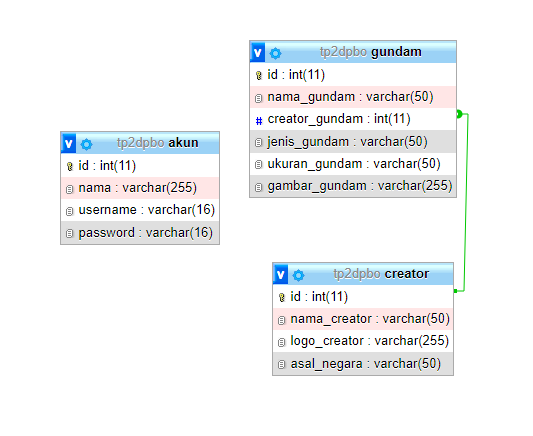 v tp2dpbo gundam
id : int(11)
nama_gundam : varchar(50)
# creator_gundam : int(11)
jenis_gundam : varchar(50)
ukuran_gundam : varchar(50)
gambar_gundam : varchar(255)
v tp2dpbo akun
id : int(11)
nama : varchar(255)
username : varchar(16)
password : varchar(16)
v tp2dpbo creator
id : int(11)
nama_creator : varchar(50)
logo_creator : varchar(255)
asal_negara : varchar(50)